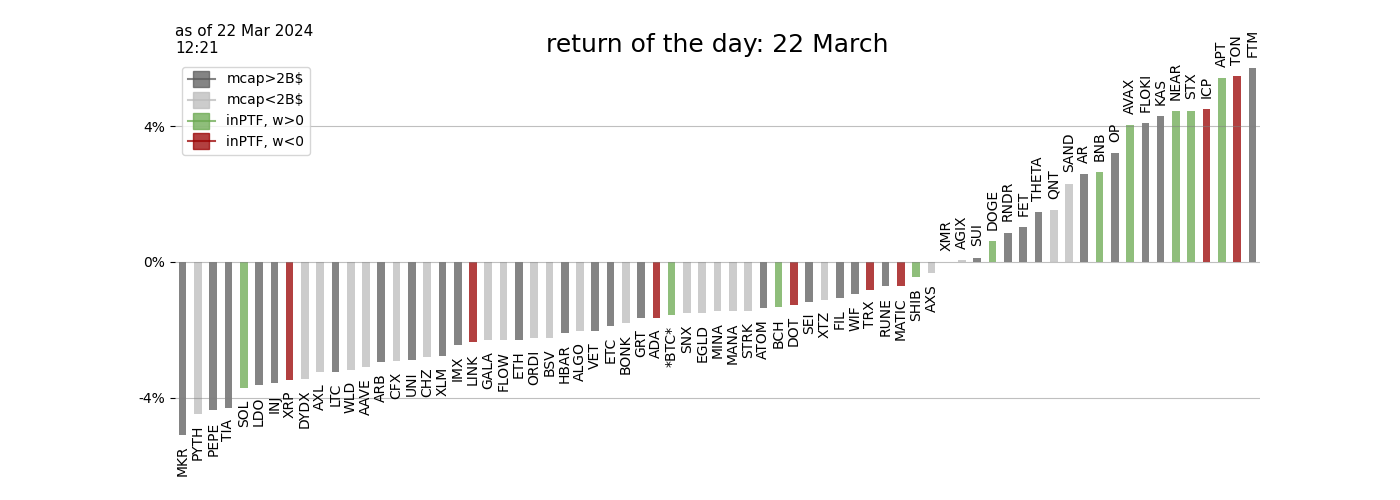 as of 22 Mar 2024
12:21
return of the day: 22 March
mcap>2B$
mcap<2B$
inPTF, w>0
inPTF, w<0
4%
0%
-4%
MKR
PYTH
PEPE
TIA
SOL
LDO
INJ
XRP
DYDX
AXL
LTC
WLD
AAVE
ARB
CFX
UNI
CHZ
XLM
IMX
LINK
GALA
FLOW
ETH
ORDI
BSV
HBAR
ALGO
VET
ETC
BONK
GRT
ADA
*BTC*
SNX
EGLD
MINA
MANA
STRK
ATOM
BCH
DOT
SEI
XTZ
FIL
WIF
TRX
RUNE
MATIC
SHIB
AXS
XMR
AGIX
SUI
DOGE
RNDR
FET
THETA
QNT
SAND
AR
BNB
OP
AVAX
FLOKI
KAS
NEAR
STX
ICP
APT
TON
FTM